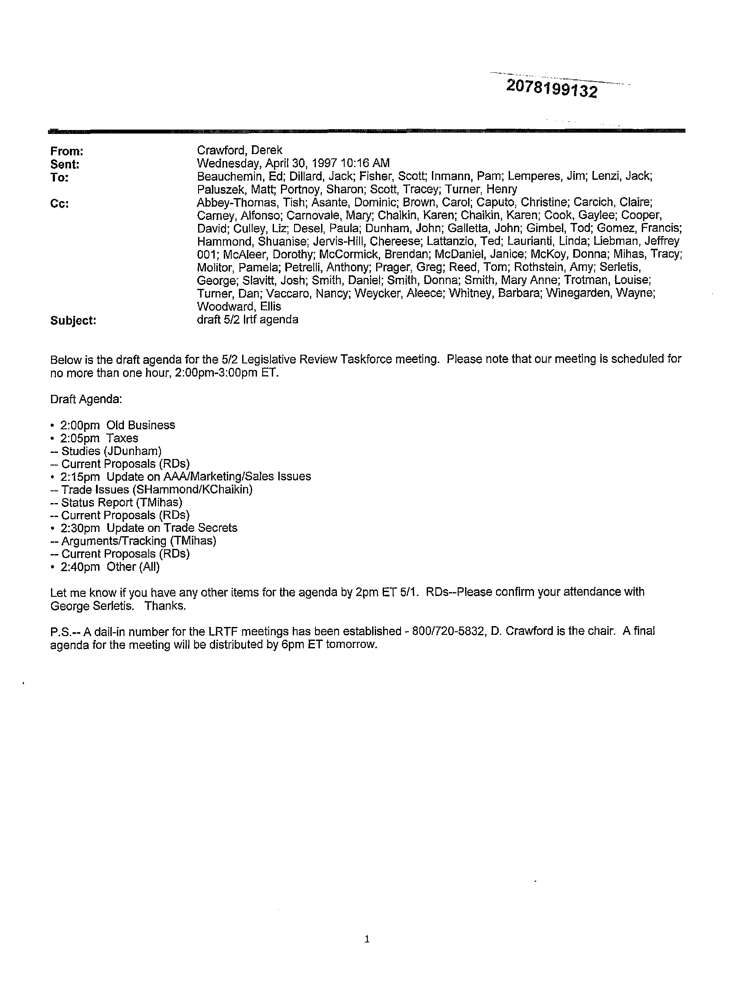 2078199132
From: Crawford, Derek
Sent: Wednesday, April 30, 1997 10:16 AM
To: Beauchemin, Ed; Dillard, Jack; Fisher, Scott; Inmann, Pam; Lemperes, Jim; Lenzi, Jack;
Paluszek, Matt; Portnoy, Sharon; Scott, Tracey; Turner, Henry
Cc: Abbey-Thomas, Tish; Asante, Dominic; Brown, Carol; Caputo, Christine; Carcich, Claire;
Carney, Alfonso; Carnovale, Mary; Chaikin, Karen; Chaikin, Karen; Cook, Gaylee; Cooper,
David; Culley, Liz; Desel, Paula; Dunham, John; Galletta, John; Gimbel, Tod; Gomez, Francis;
Hammond, Shuanise; Jervis-Hill, Chereese; Lattanzio, Ted; Laurianti, Linda; Liebman, Jeffrey
001; McAleer, Dorothy; McCormick, Brendan; McDaniel, Janice; McKoy, Donna; Mihas, Tracy;
Molitor, Pamela; Petrelli, Anthony; Prager, Greg; Reed, Tom; Rothstein, Amy; Serletis,
George; Slavitt, Josh; Smith, Daniel; Smith, Donna; Smith, Mary Anne; Trotman, Louise;
Turner, Dan; Vaccaro, Nancy; Weycker, Aleece; Whitney, Barbara; Winegarden, Wayne;
Woodward, Ellis
Subject: draft 5/2 lrtf agenda
Below is the draft agenda for the 5/2 Legislative Review Taskforce meeting. Please note that our meeting is scheduled for
no more than one hour, 2:00pm-3:00pm ET.
Draft Agenda:
• 2:00pm Old Business
• 2:05pm Taxes
-- Studies (JDunham)
-- Current Proposals (RDs)
• 2:15pm Update on AAA/Marketing/Sales Issues
-- Trade Issues (SHammond/KChaikin)
-- Status Report (TMihas)
-- Current Proposals (RDs)
• 2:30pm Update on Trade Secrets
-- Arguments/Tracking (TMihas)
-- Current Proposals (RDs)
• 2:40pm Other (All)
Let me know if you have any other items for the agenda by 2pm ET 5/1. RDs--Please confirm your attendance with
George Serletis. Thanks.
P.S.-- A dail-in number for the LRTF meetings has been established - 800/720-5832, D. Crawford is the chair. A final
agenda for the meeting will be distributed by 6pm ET tomorrow.
1